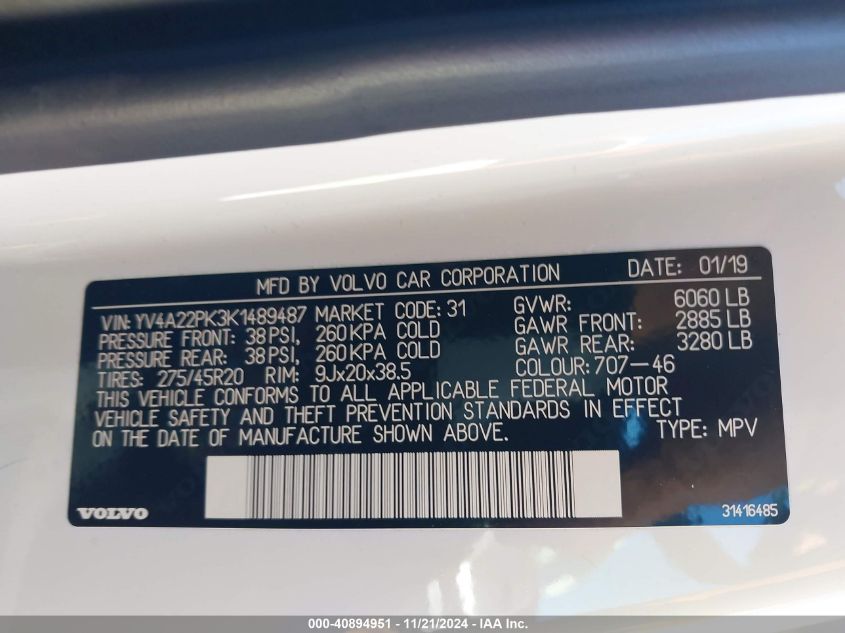 MFD BY VOLVO CAR CORPORATION DATE: 01/19
VIN: YV4A22PK3K1489487 MARKET CODE: 31 GVWR: 6060 LB
PRESSURE FRONT: 38 PSI, 260 KPA COLD GAWR FRONT: 2885 LB
PRESSURE REAR: 38 PSI, 260 KPA COLD GAWR REAR: 3280 LB
TIRES: 275/45R20 RIM: 9Jx20x38.5 COLOUR: 707-46
THIS VEHICLE CONFORMS TO ALL APPLICABLE FEDERAL MOTOR
VEHICLE SAFETY AND THEFT PREVENTION STANDARDS IN EFFECT
ON THE DATE OF MANUFACTURE SHOWN ABOVE. TYPE: MPV
VOLVO 31416485
000-40894951 - 11/21/2024 - IAA Inc.